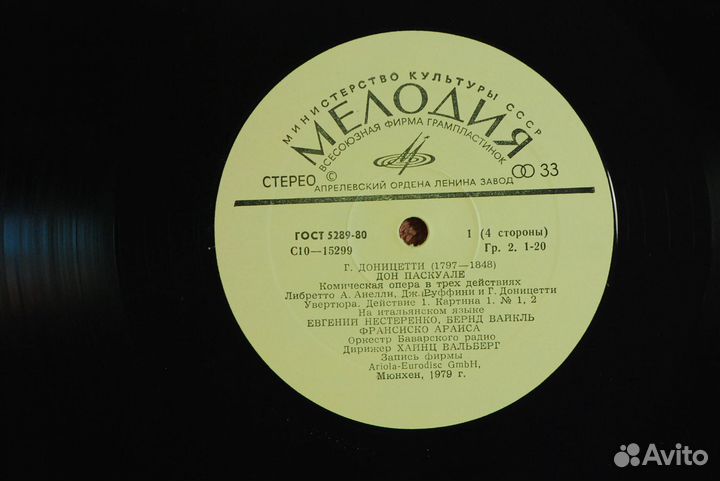 МИНИСТЕРСТВО КУЛЬТУРЫ СССР
МЕЛОДИЯ
ВСЕСОЮЗНАЯ ФИРМА ГРАМПЛАСТИНОК
СТЕРЕО © 33
АПРЕЛЕВСКИЙ ОРДЕНА ЛЕНИНА ЗАВОД
ГОСТ 5289-80 1 (4 стороны)
С10—15299 Гр. 2. 1-20
Г. ДОНИЦЕТТИ (1797—1848)
ДОН ПАСКУАЛЕ
Комическая опера в трех действиях
Либретто А. Анелли, Дж. Руффини и Г. Доницетти
Увертюра. Действие 1. Картина 1. № 1, 2
На итальянском языке
ЕВГЕНИЙ НЕСТЕРЕНКО, БЕРНД ВАЙКЛЬ
ФРАНСИСКО АРАИСА
Оркестр Баварского радио
Дирижер ХАЙНЦ ВАЛЬБЕРГ
Запись фирмы
Ariola-Eurodisc GmbH,
Мюнхен, 1979 г.
Avito